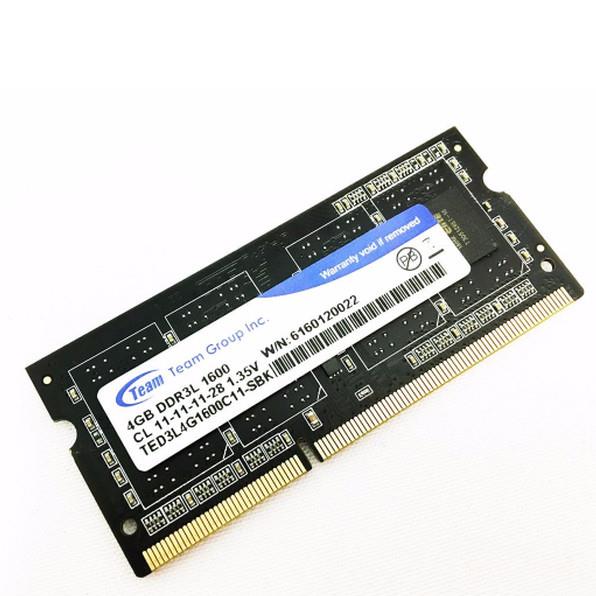 Warranty void if removed
Pb
Team Team Group Inc.
4GB DDR3L 1600
CL 11-11-11-28 1.35V
W/N:6160120022
TED3L4G1600C11-SBK